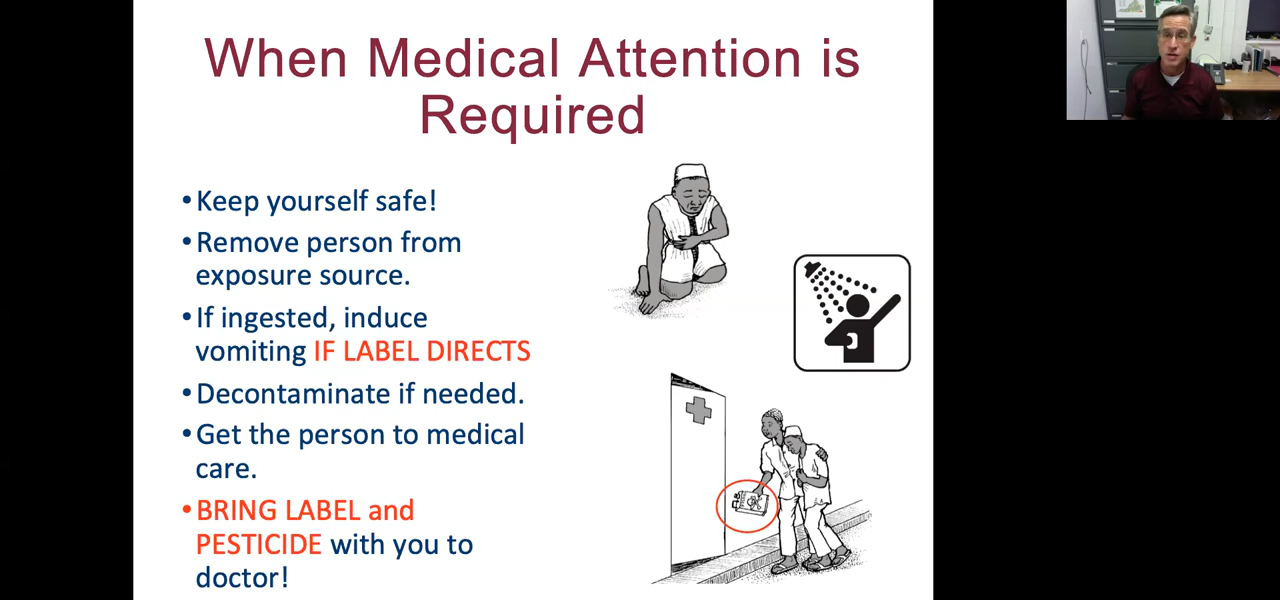 When Medical Attention is
Required
•Keep yourself safe!
•Remove person from
exposure source.
•If ingested, induce
vomiting IF LABEL DIRECTS
•Decontaminate if needed.
•Get the person to medical
care.
•BRING LABEL and
PESTICIDE with you to
doctor!